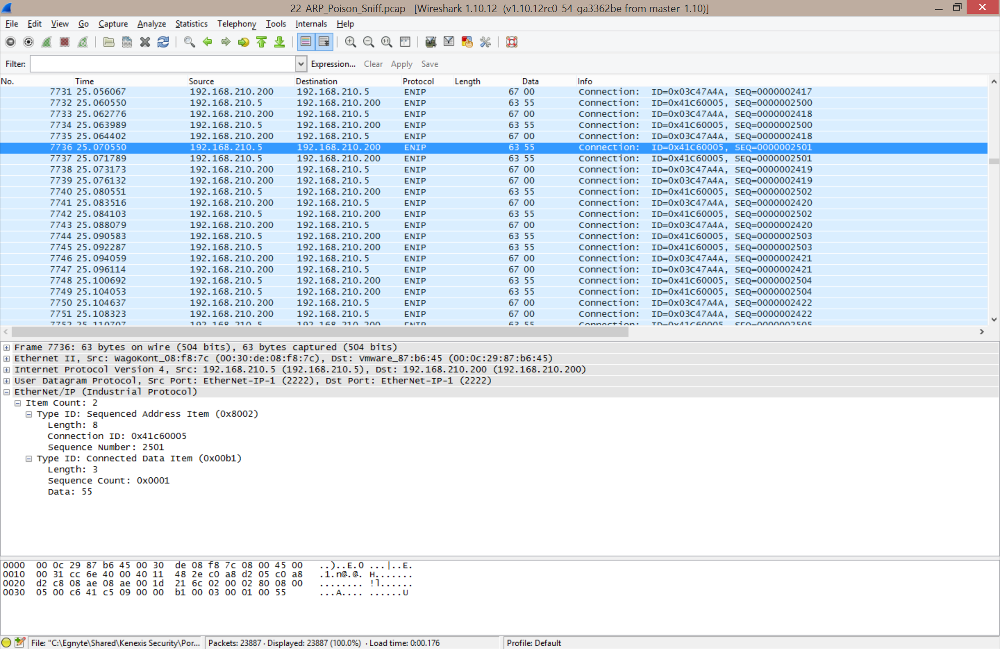 22-ARP_Poison_Sniff.pcap [Wireshark 1.10.12 (v1.10.12rc0-54-ga3362be from master-1.10)]
File Edit View Go Capture Analyze Statistics Telephony Tools Internals Help
Filter: Expression... Clear Apply Save
No. Time Source Destination Protocol Length Data Info
7731 25.056067 192.168.210.200 192.168.210.5 ENIP 67 00 Connection: ID=0x03C47A4A, SEQ=0000002417
7732 25.060550 192.168.210.5 192.168.210.200 ENIP 63 55 Connection: ID=0x41C60005, SEQ=0000002500
7733 25.062776 192.168.210.200 192.168.210.5 ENIP 67 00 Connection: ID=0x03C47A4A, SEQ=0000002418
7734 25.063989 192.168.210.5 192.168.210.200 ENIP 63 55 Connection: ID=0x41C60005, SEQ=0000002500
7735 25.064402 192.168.210.200 192.168.210.5 ENIP 67 00 Connection: ID=0x03C47A4A, SEQ=0000002418
7736 25.070550 192.168.210.5 192.168.210.200 ENIP 63 55 Connection: ID=0x41C60005, SEQ=0000002501
7737 25.071789 192.168.210.5 192.168.210.200 ENIP 63 55 Connection: ID=0x41C60005, SEQ=0000002501
7738 25.073173 192.168.210.200 192.168.210.5 ENIP 67 00 Connection: ID=0x03C47A4A, SEQ=0000002419
7739 25.076132 192.168.210.200 192.168.210.5 ENIP 67 00 Connection: ID=0x03C47A4A, SEQ=0000002419
7740 25.080551 192.168.210.5 192.168.210.200 ENIP 63 55 Connection: ID=0x41C60005, SEQ=0000002502
7741 25.083516 192.168.210.200 192.168.210.5 ENIP 67 00 Connection: ID=0x03C47A4A, SEQ=0000002420
7742 25.084103 192.168.210.5 192.168.210.200 ENIP 63 55 Connection: ID=0x41C60005, SEQ=0000002502
7743 25.088079 192.168.210.200 192.168.210.5 ENIP 67 00 Connection: ID=0x03C47A4A, SEQ=0000002420
7744 25.090583 192.168.210.5 192.168.210.200 ENIP 63 55 Connection: ID=0x41C60005, SEQ=0000002503
7745 25.092287 192.168.210.5 192.168.210.200 ENIP 63 55 Connection: ID=0x41C60005, SEQ=0000002503
7746 25.094059 192.168.210.200 192.168.210.5 ENIP 67 00 Connection: ID=0x03C47A4A, SEQ=0000002421
7747 25.096114 192.168.210.200 192.168.210.5 ENIP 67 00 Connection: ID=0x03C47A4A, SEQ=0000002421
7748 25.100692 192.168.210.5 192.168.210.200 ENIP 63 55 Connection: ID=0x41C60005, SEQ=0000002504
7749 25.104053 192.168.210.5 192.168.210.200 ENIP 63 55 Connection: ID=0x41C60005, SEQ=0000002504
7750 25.104637 192.168.210.200 192.168.210.5 ENIP 67 00 Connection: ID=0x03C47A4A, SEQ=0000002422
7751 25.108323 192.168.210.200 192.168.210.5 ENIP 67 00 Connection: ID=0x03C47A4A, SEQ=0000002422
7752 25.110707 192.168.210.5 192.168.210.200 ENIP 63 55 Connection: ID=0x41C60005, SEQ=0000002505
Frame 7736: 63 bytes on wire (504 bits), 63 bytes captured (504 bits)
Ethernet II, Src: WagoKont_08:f8:7c (00:30:de:08:f8:7c), Dst: Vmware_87:b6:45 (00:0c:29:87:b6:45)
Internet Protocol Version 4, Src: 192.168.210.5 (192.168.210.5), Dst: 192.168.210.200 (192.168.210.200)
User Datagram Protocol, Src Port: EtherNet-IP-1 (2222), Dst Port: EtherNet-IP-1 (2222)
EtherNet/IP (Industrial Protocol)
Item Count: 2
Type ID: Sequenced Address Item (0x8002)
Length: 8
Connection ID: 0x41c60005
Sequence Number: 2501
Type ID: Connected Data Item (0x00b1)
Length: 3
Sequence Count: 0x0001
Data: 55
0000 00 0c 29 87 b6 45 00 30 de 08 f8 7c 08 00 45 00 ..)..E.0 ...|..E.
0010 00 31 cc 6e 40 00 40 11 48 2e c0 a8 d2 05 c0 a8 .1.n@.@. H.......
0020 d2 c8 08 ae 08 ae 00 1d 21 6c 02 00 02 80 08 00 ........ !l......
0030 05 00 c6 41 c5 09 00 00 b1 00 03 00 01 00 55 ...A.... ......U
File: "C:\Egnyte\Shared\Kenexis Security\Por... Packets: 23887 · Displayed: 23887 (100.0%) · Load time: 0:00.176 Profile: Default